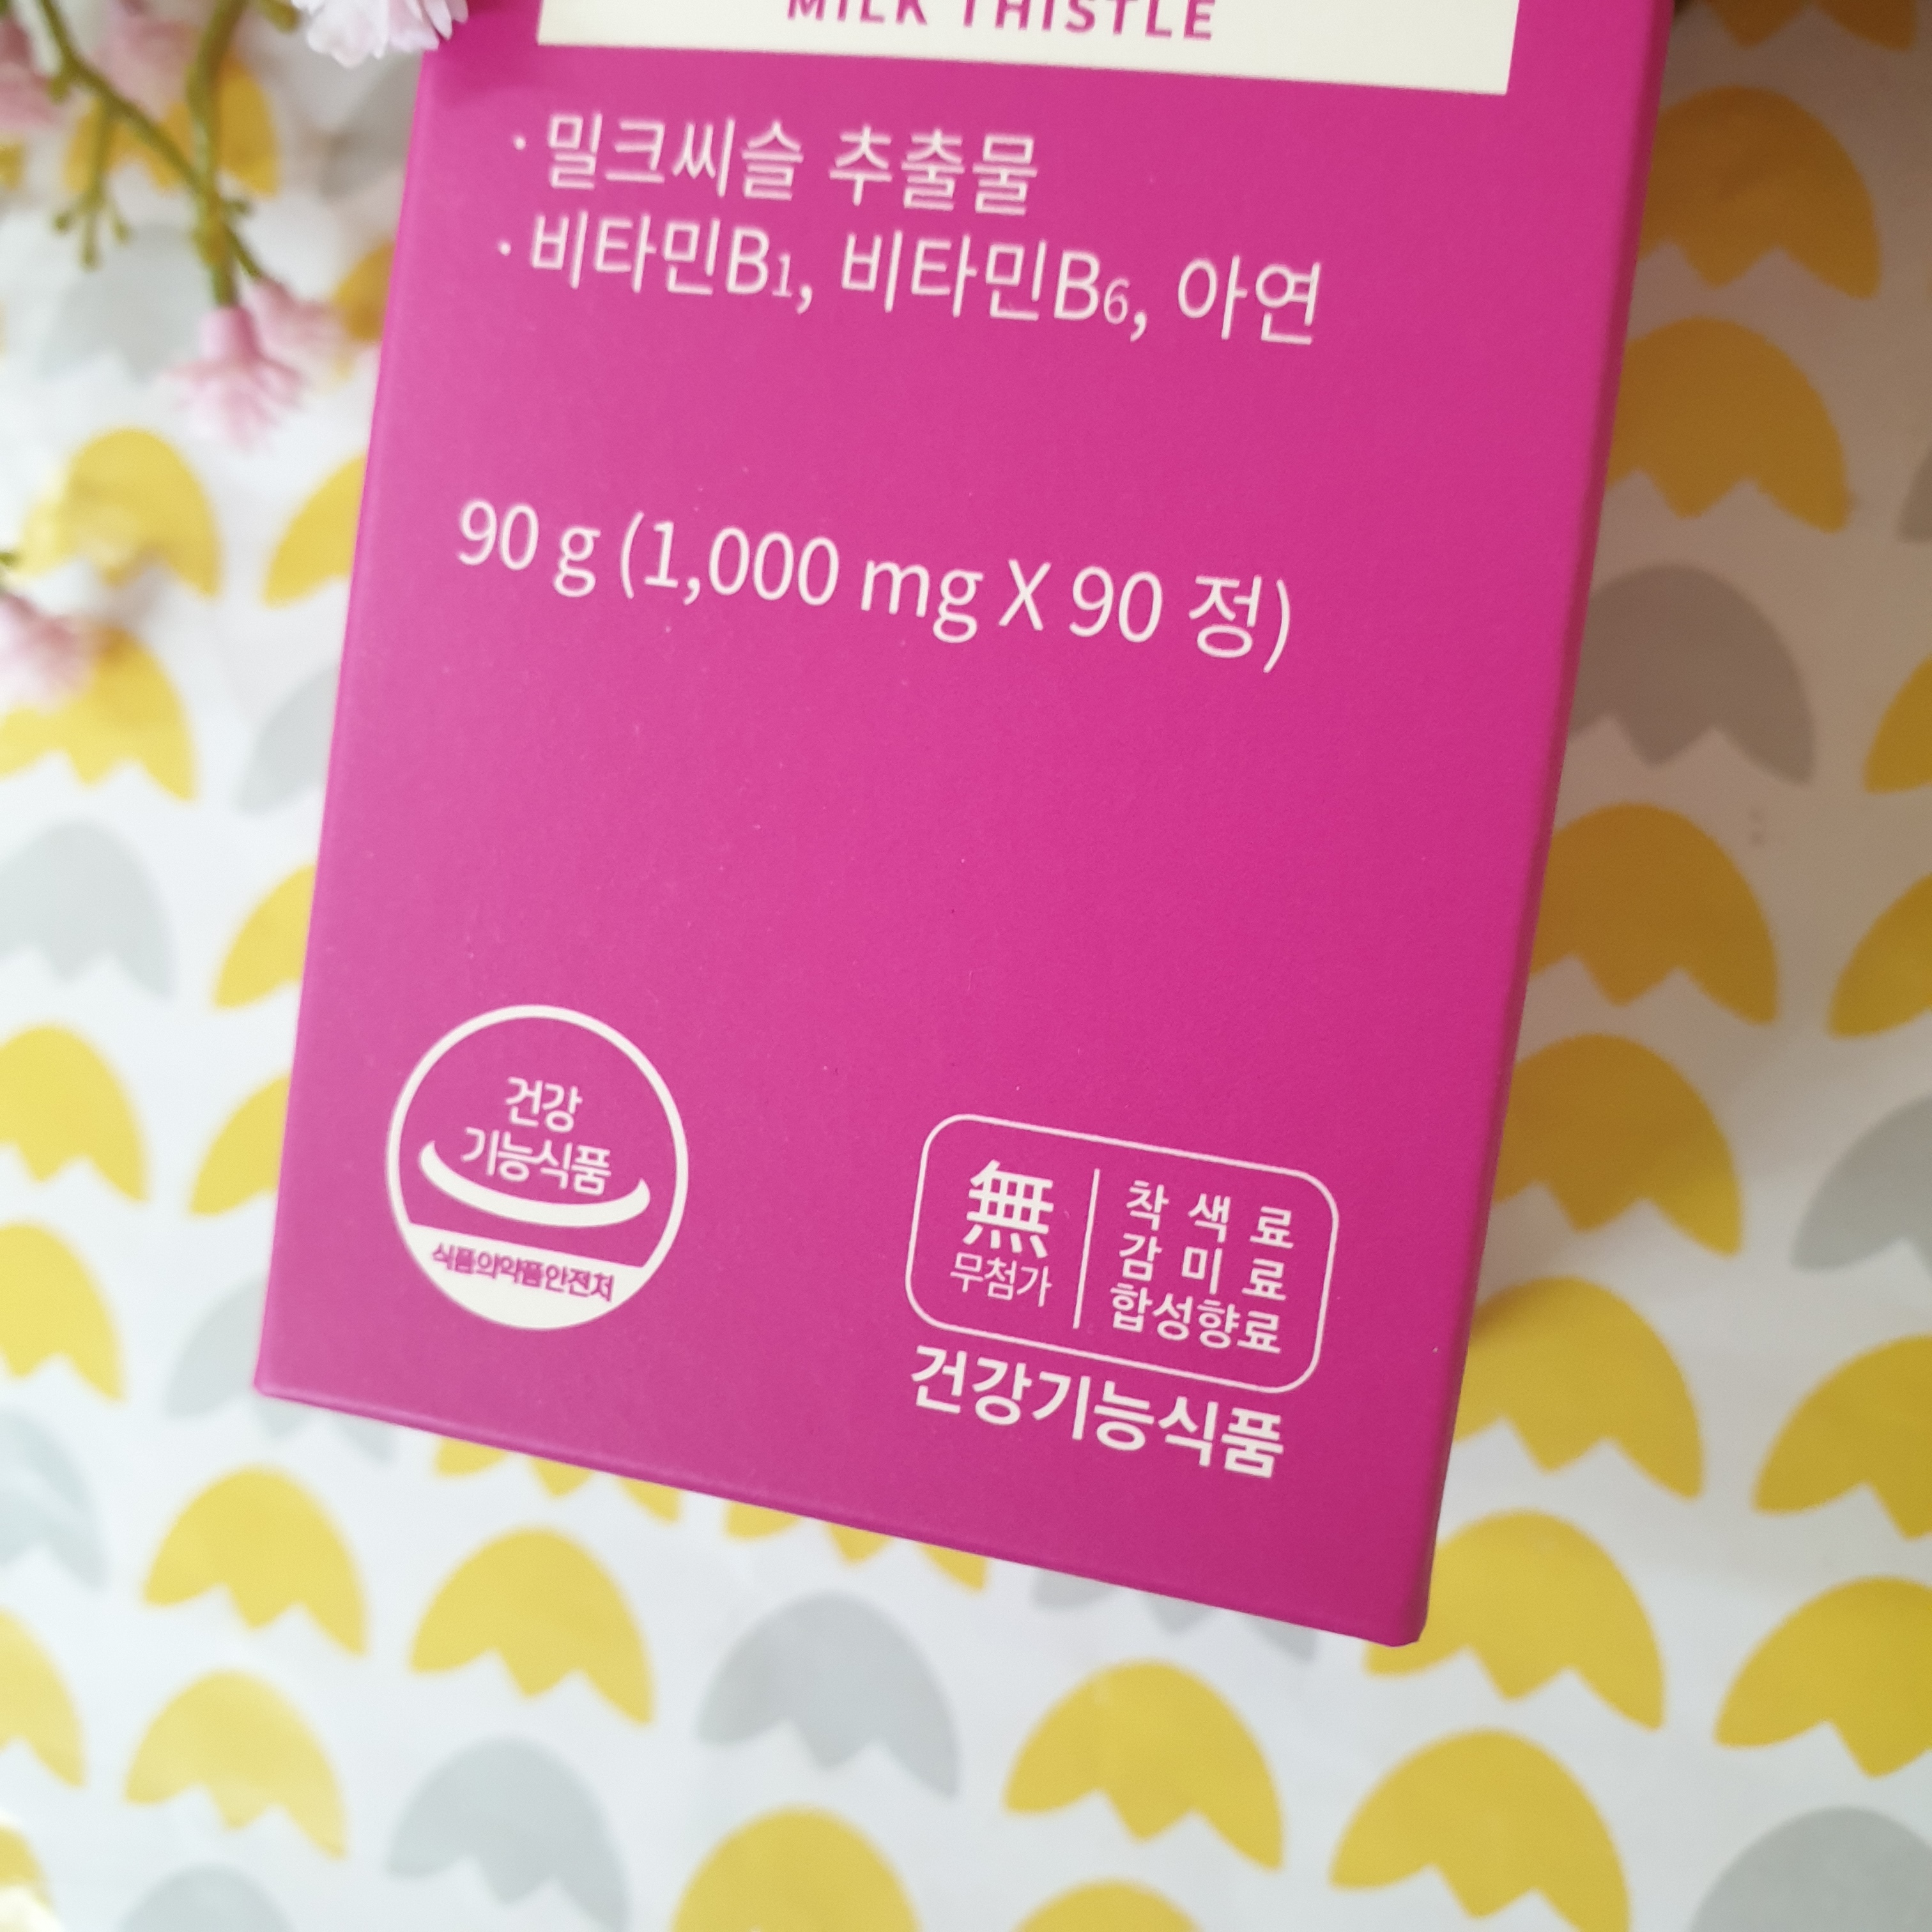 MILK THISTLE
· 밀크씨슬 추출물
· 비타민B1, 비타민B6, 아연
90 g (1,000 mg X 90 정)
건강
기능식품
식품의약품안전처
無
무첨가
착색료
감미료
합성향료
건강기능식품